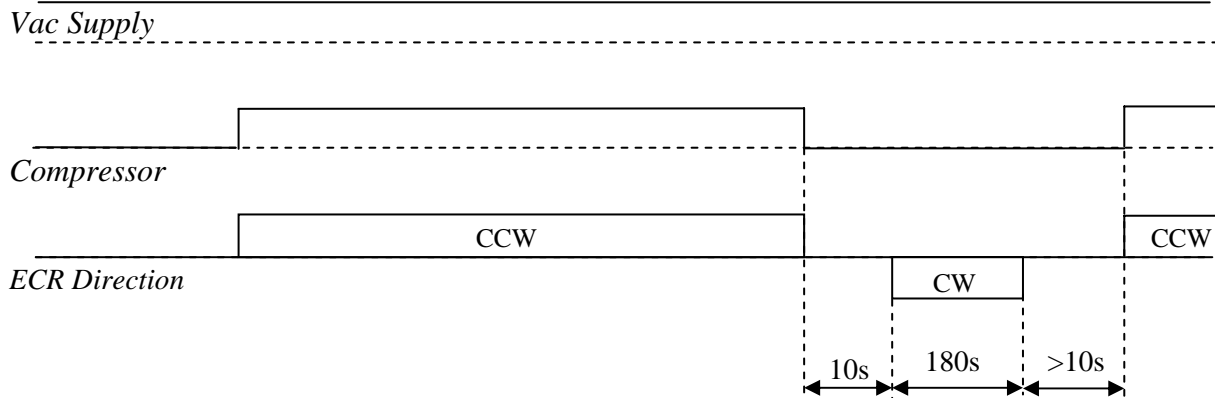 Vac Supply
Compressor
CCW
CCW
ECR Direction
CW
10s
180s
>10s